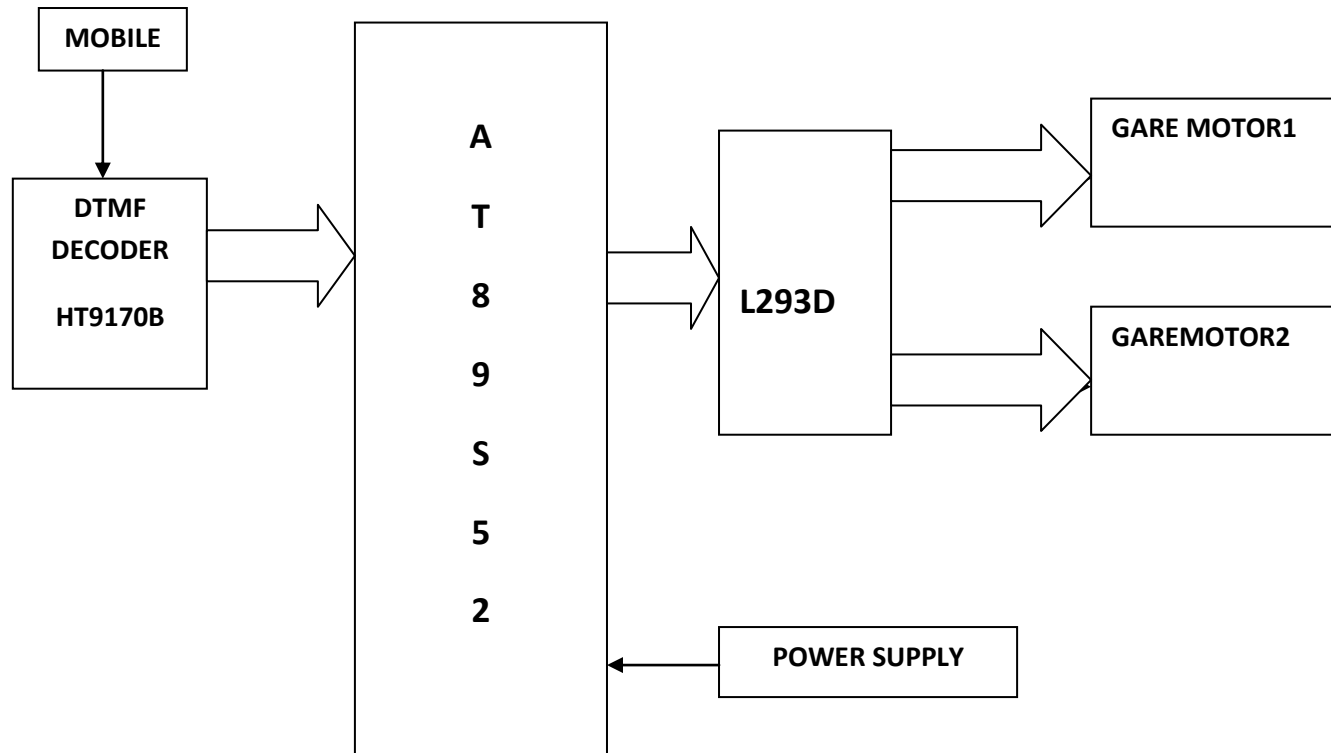 MOBILE
DTMF
DECODER
HT9170B
A
T
8
9
S
5
2
L293D
GARE MOTOR1
GAREMOTOR2
POWER SUPPLY